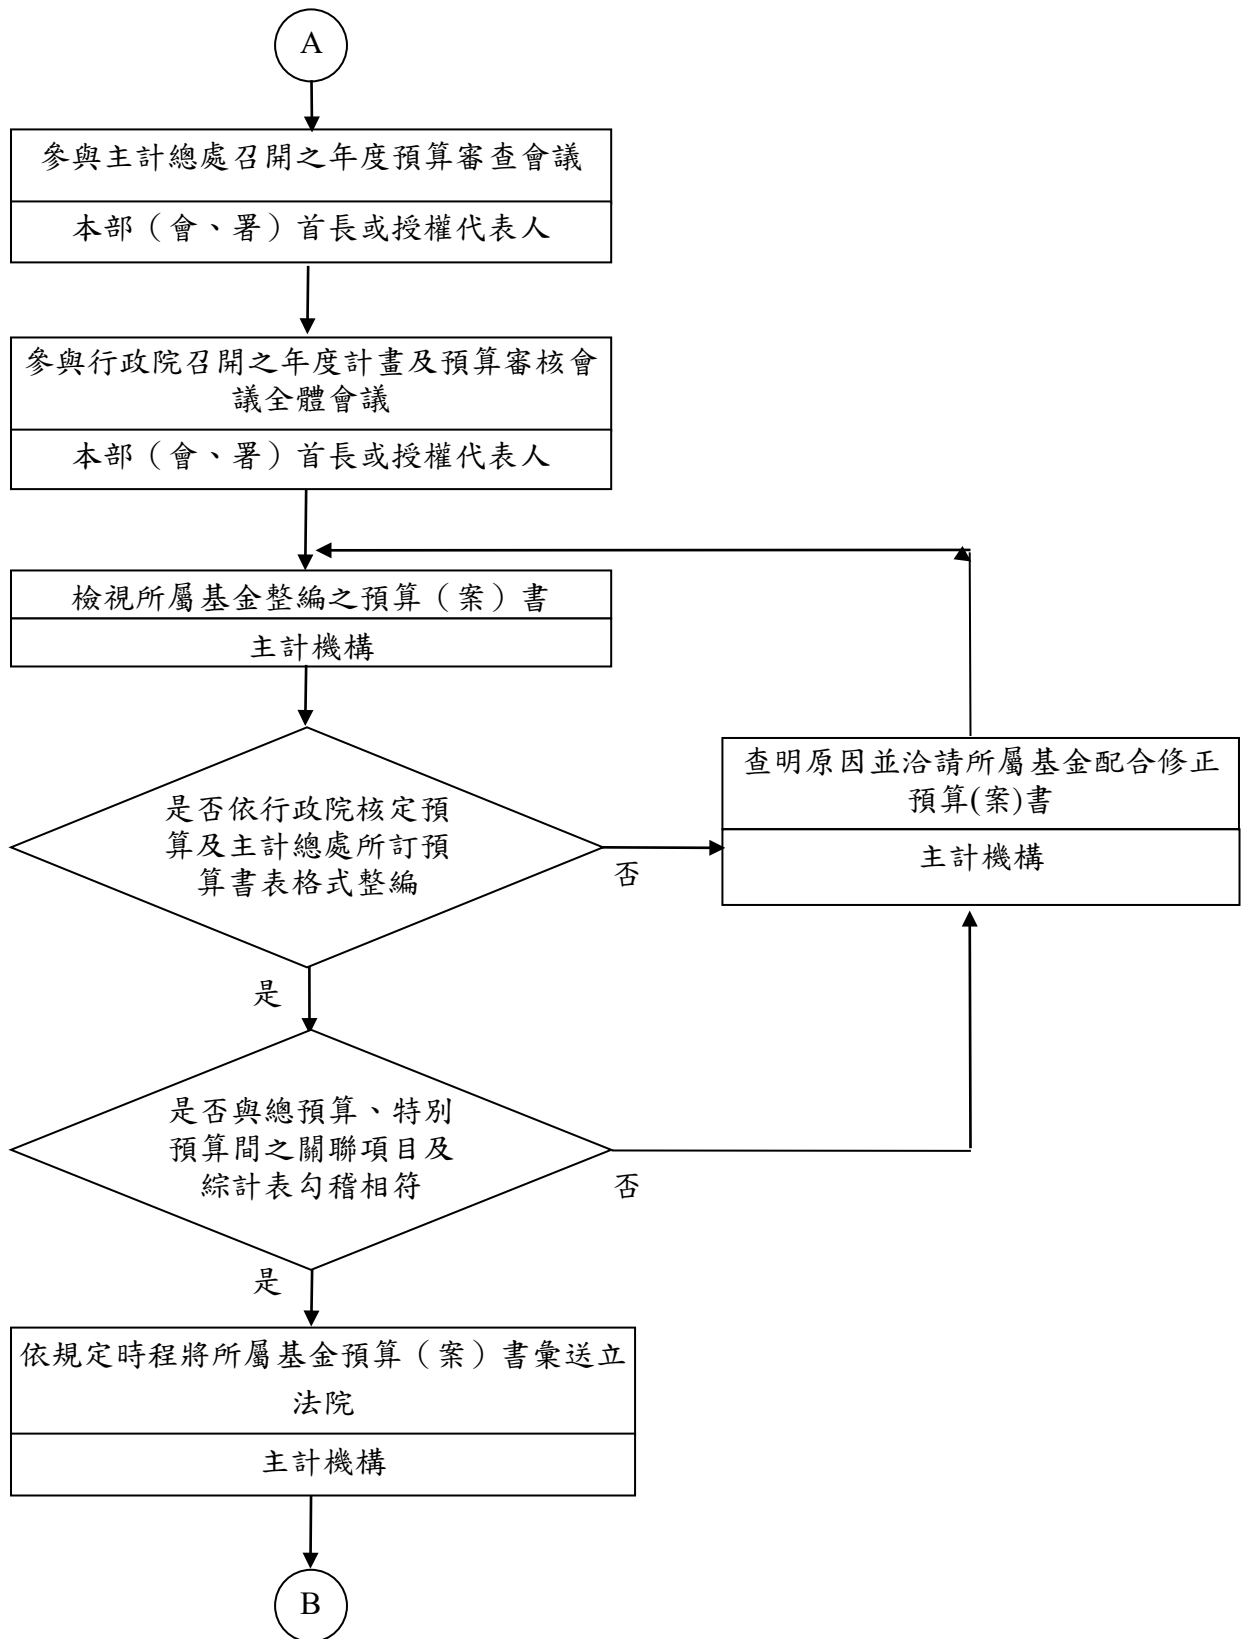 A
參與主計總處召開之年度預算審查會議
本部（會、署）首長或授權代表人
參與行政院召開之年度計畫及預算審核會
議全體會議
本部（會、署）首長或授權代表人
檢視所屬基金整編之預算（案）書
主計機構
查明原因並洽請所屬基金配合修正
預算(案)書
主計機構
是否依行政院核定預
算及主計總處所訂預
算書表格式整編
否
是
是否與總預算、特別
預算間之關聯項目及
綜計表勾稽相符
否
是
依規定時程將所屬基金預算（案）書彙送立
法院
主計機構
B